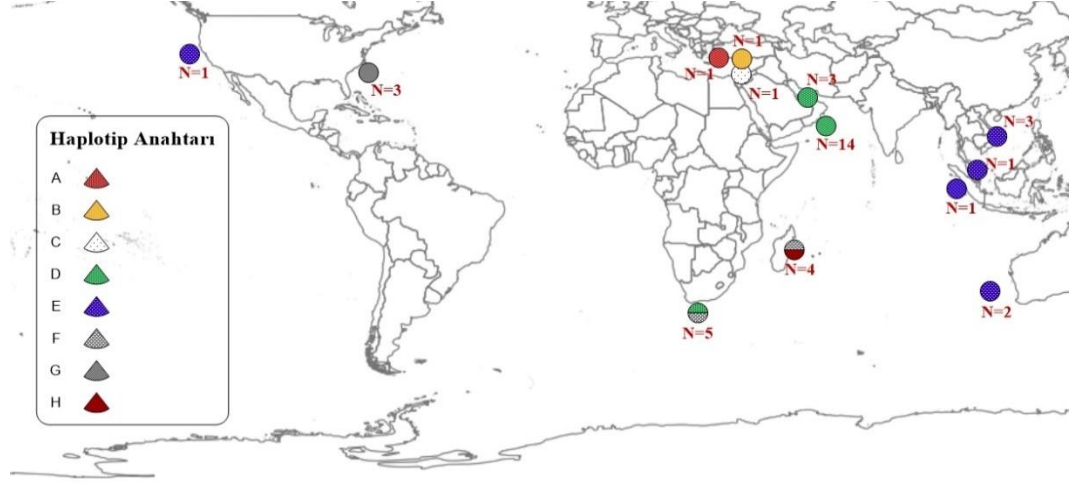 N=1
N=1
N=3
N=1
N=3
N=1
N=3
N=14
N=1
N=1
N=4
N=2
N=5
Haplotip Anahtarı
A
B
C
D
E
F
G
H